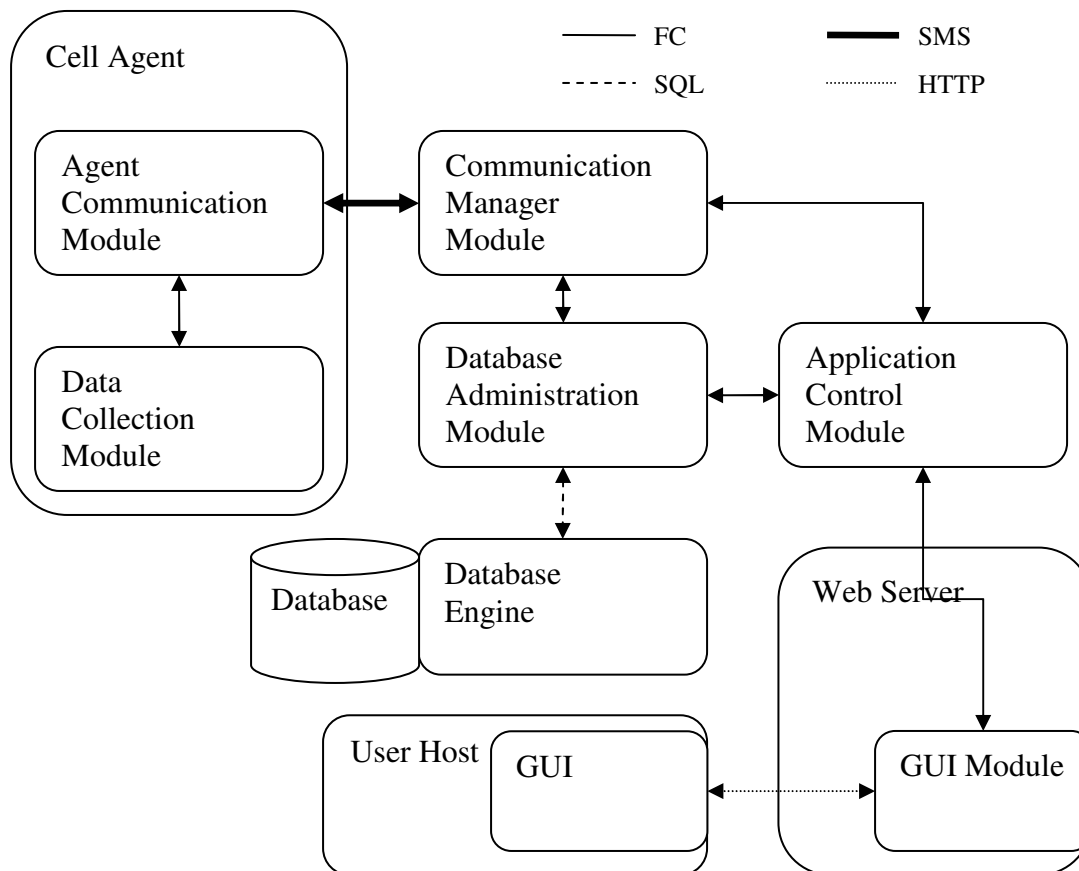 Cell Agent
FC
SMS
SQL
HTTP
Agent
Communication
Module
Communication
Manager
Module
Data
Collection
Module
Database
Administration
Module
Application
Control
Module
Database
Database
Engine
Web Server
User Host
GUI
GUI Module